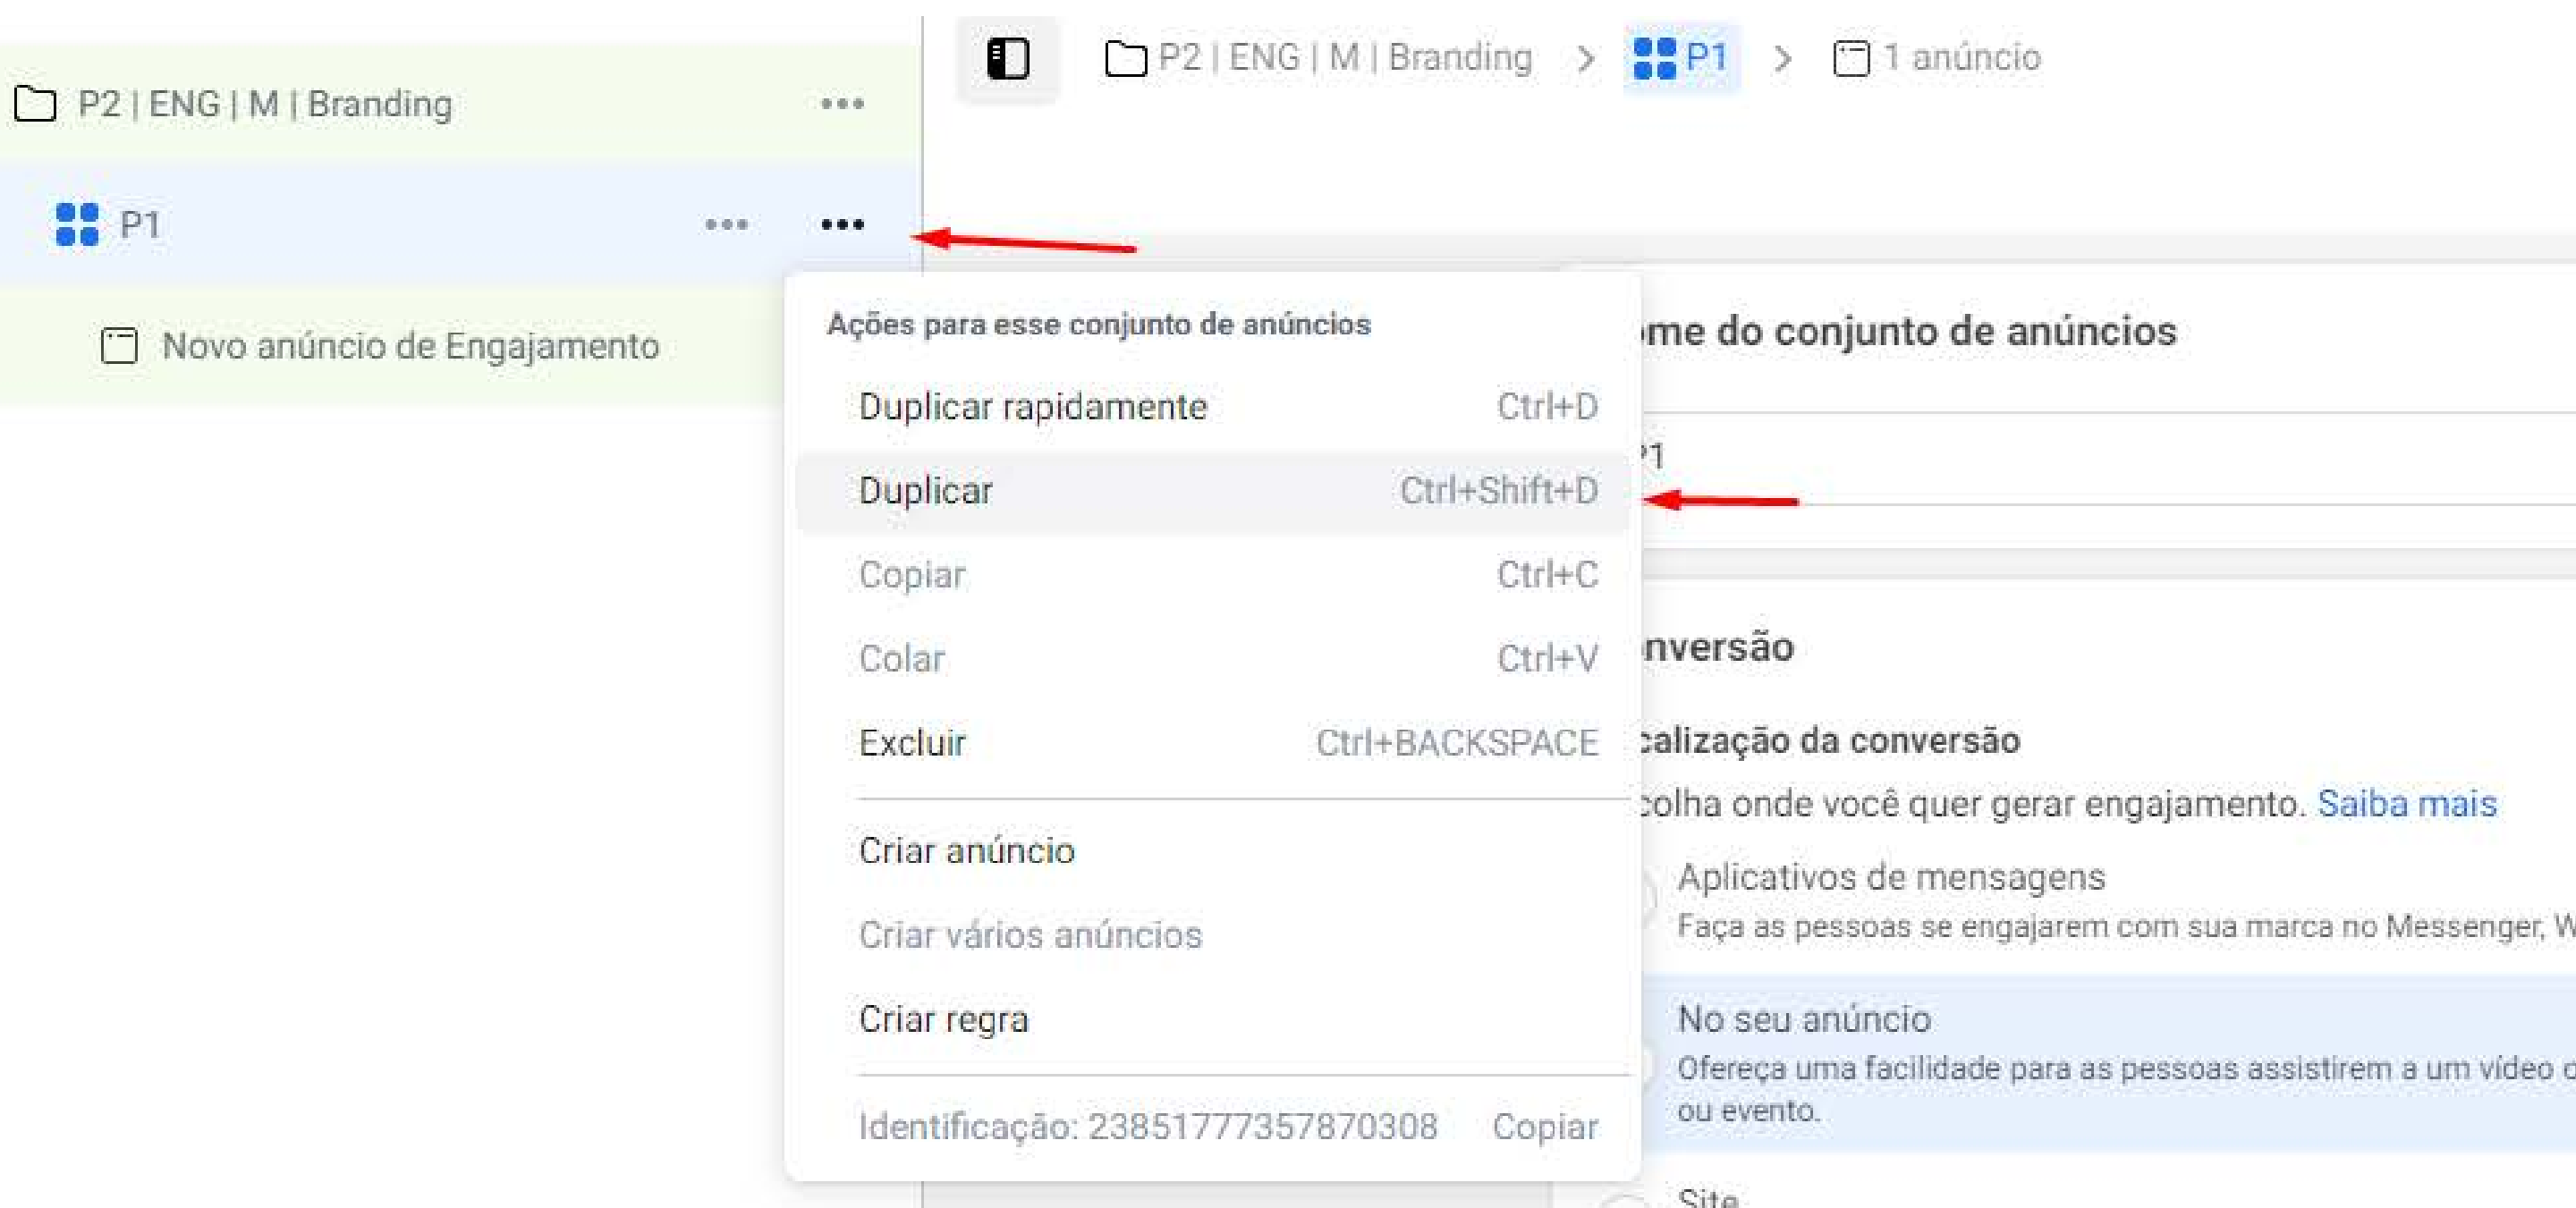 P2 | ENG | M | Branding
P1
Novo anúncio de Engajamento
P2 | ENG | M | Branding > P1 > 1 anúncio
Ações para esse conjunto de anúncios
Duplicar rapidamente Ctrl+D
Duplicar Ctrl+Shift+D
Copiar Ctrl+C
Colar Ctrl+V
Excluir Ctrl+BACKSPACE
Criar anúncio
Criar vários anúncios
Criar regra
Identificação: 23851777357870308 Copiar
ome do conjunto de anúncios
P1
nversão
calização da conversão
colha onde você quer gerar engajamento. Saiba mais
Aplicativos de mensagens
Faça as pessoas se engajarem com sua marca no Messenger, W
No seu anúncio
Ofereça uma facilidade para as pessoas assistirem a um vídeo o
ou evento.
Site